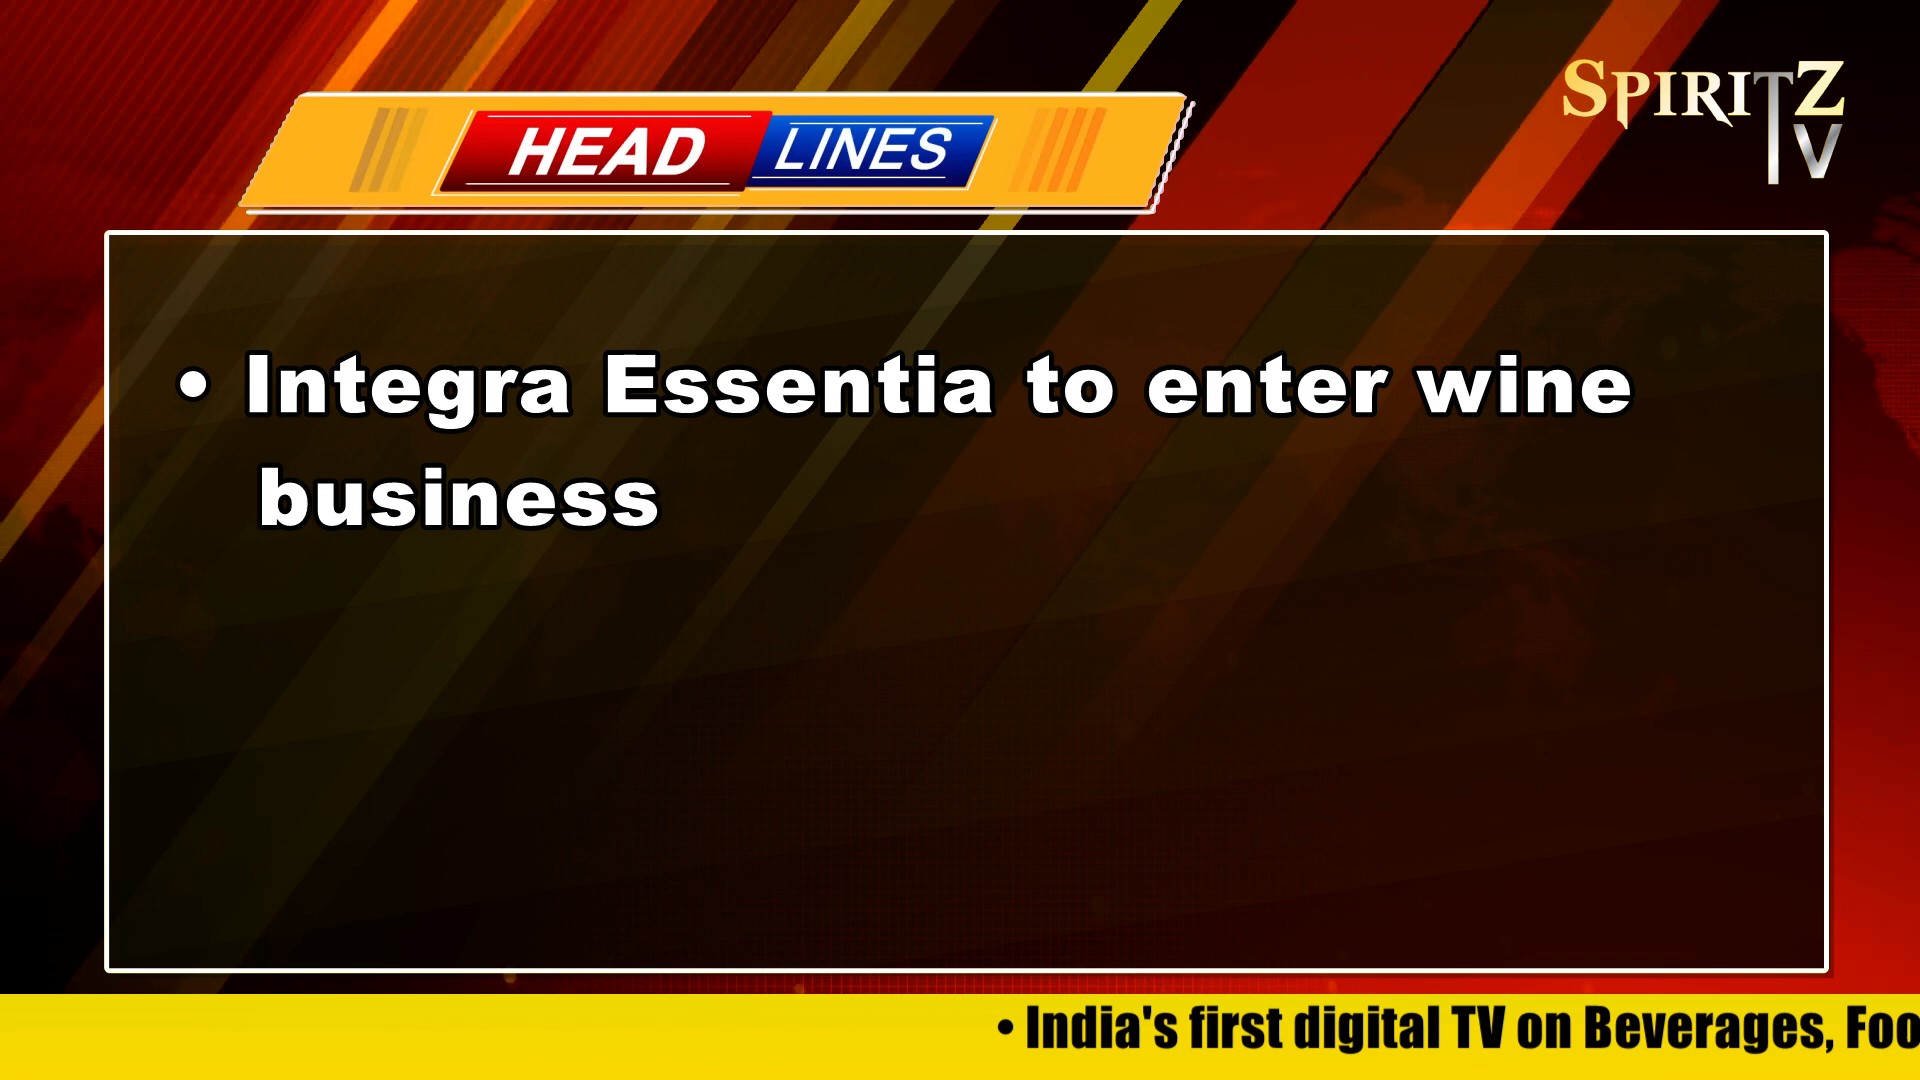 SPIRITZ
TV
HEAD LINES
• Integra Essentia to enter wine
business
• India's first digital TV on Beverages,